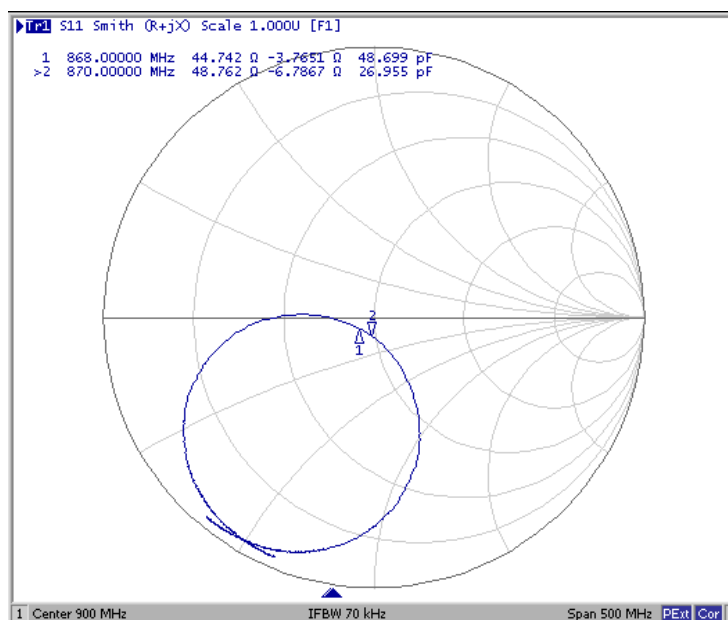 Tr1 S11 Smith (R+jX) Scale 1.000U [F1]
1 868.00000 MHz 44.742 Ω -3.7651 Ω 48.699 pF
>2 870.00000 MHz 48.762 Ω -6.7867 Ω 26.955 pF
2
1
1 Center 900 MHz IFBW 70 kHz Span 500 MHz PExt Cor